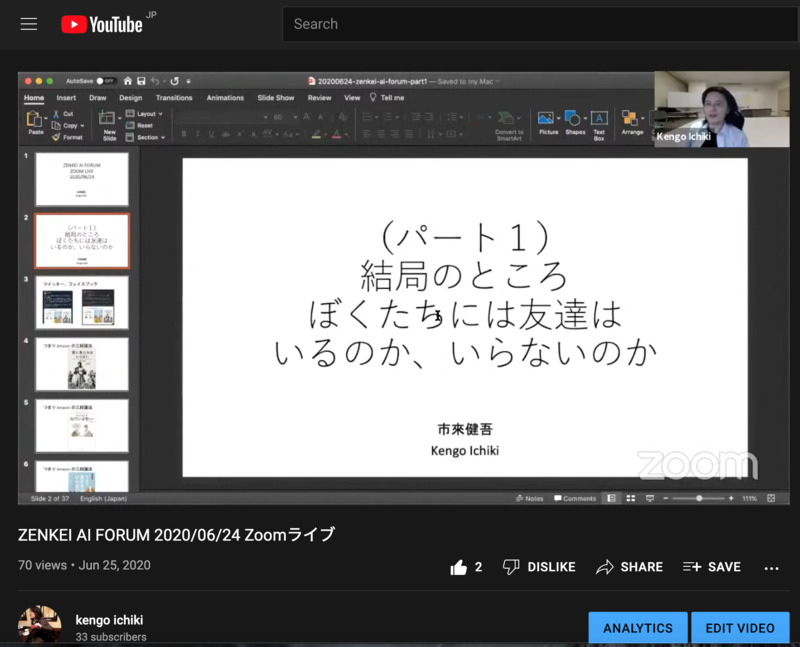 YouTube JP
Search
AutoSave OFF
20200624-zenkei-ai-forum-part1 — Saved to my Mac
Home Insert Draw Design Transitions Animations Slide Show Review View Tell me
Paste
Cut
Copy
Format
New Slide
Layout
Reset
Section
Convert to SmartArt
Picture
Shapes
Text Box
Arrange
Kengo Ichiki
1
ZENKEI AI FORUM
ZOOM LIVE
2020/06/24
2
(パート1)
結局のところ
ぼくたちには友達は
いるのか、いらないのか
3
ツイッター、フェイスブック
4
つまり Amazon の三段論法
5
つまり Amazon の三段論法
6
つまり Amazon の三段論法
(パート1)
結局のところ
ぼくたちには友達は
いるのか、いらないのか
市來健吾
Kengo Ichiki
zoom
Slide 2 of 37 English (Japan)
Notes Comments 111%
ZENKEI AI FORUM 2020/06/24 Zoomライブ
70 views • Jun 25, 2020
2 DISLIKE SHARE SAVE ...
kengo ichiki
33 subscribers
ANALYTICS EDIT VIDEO